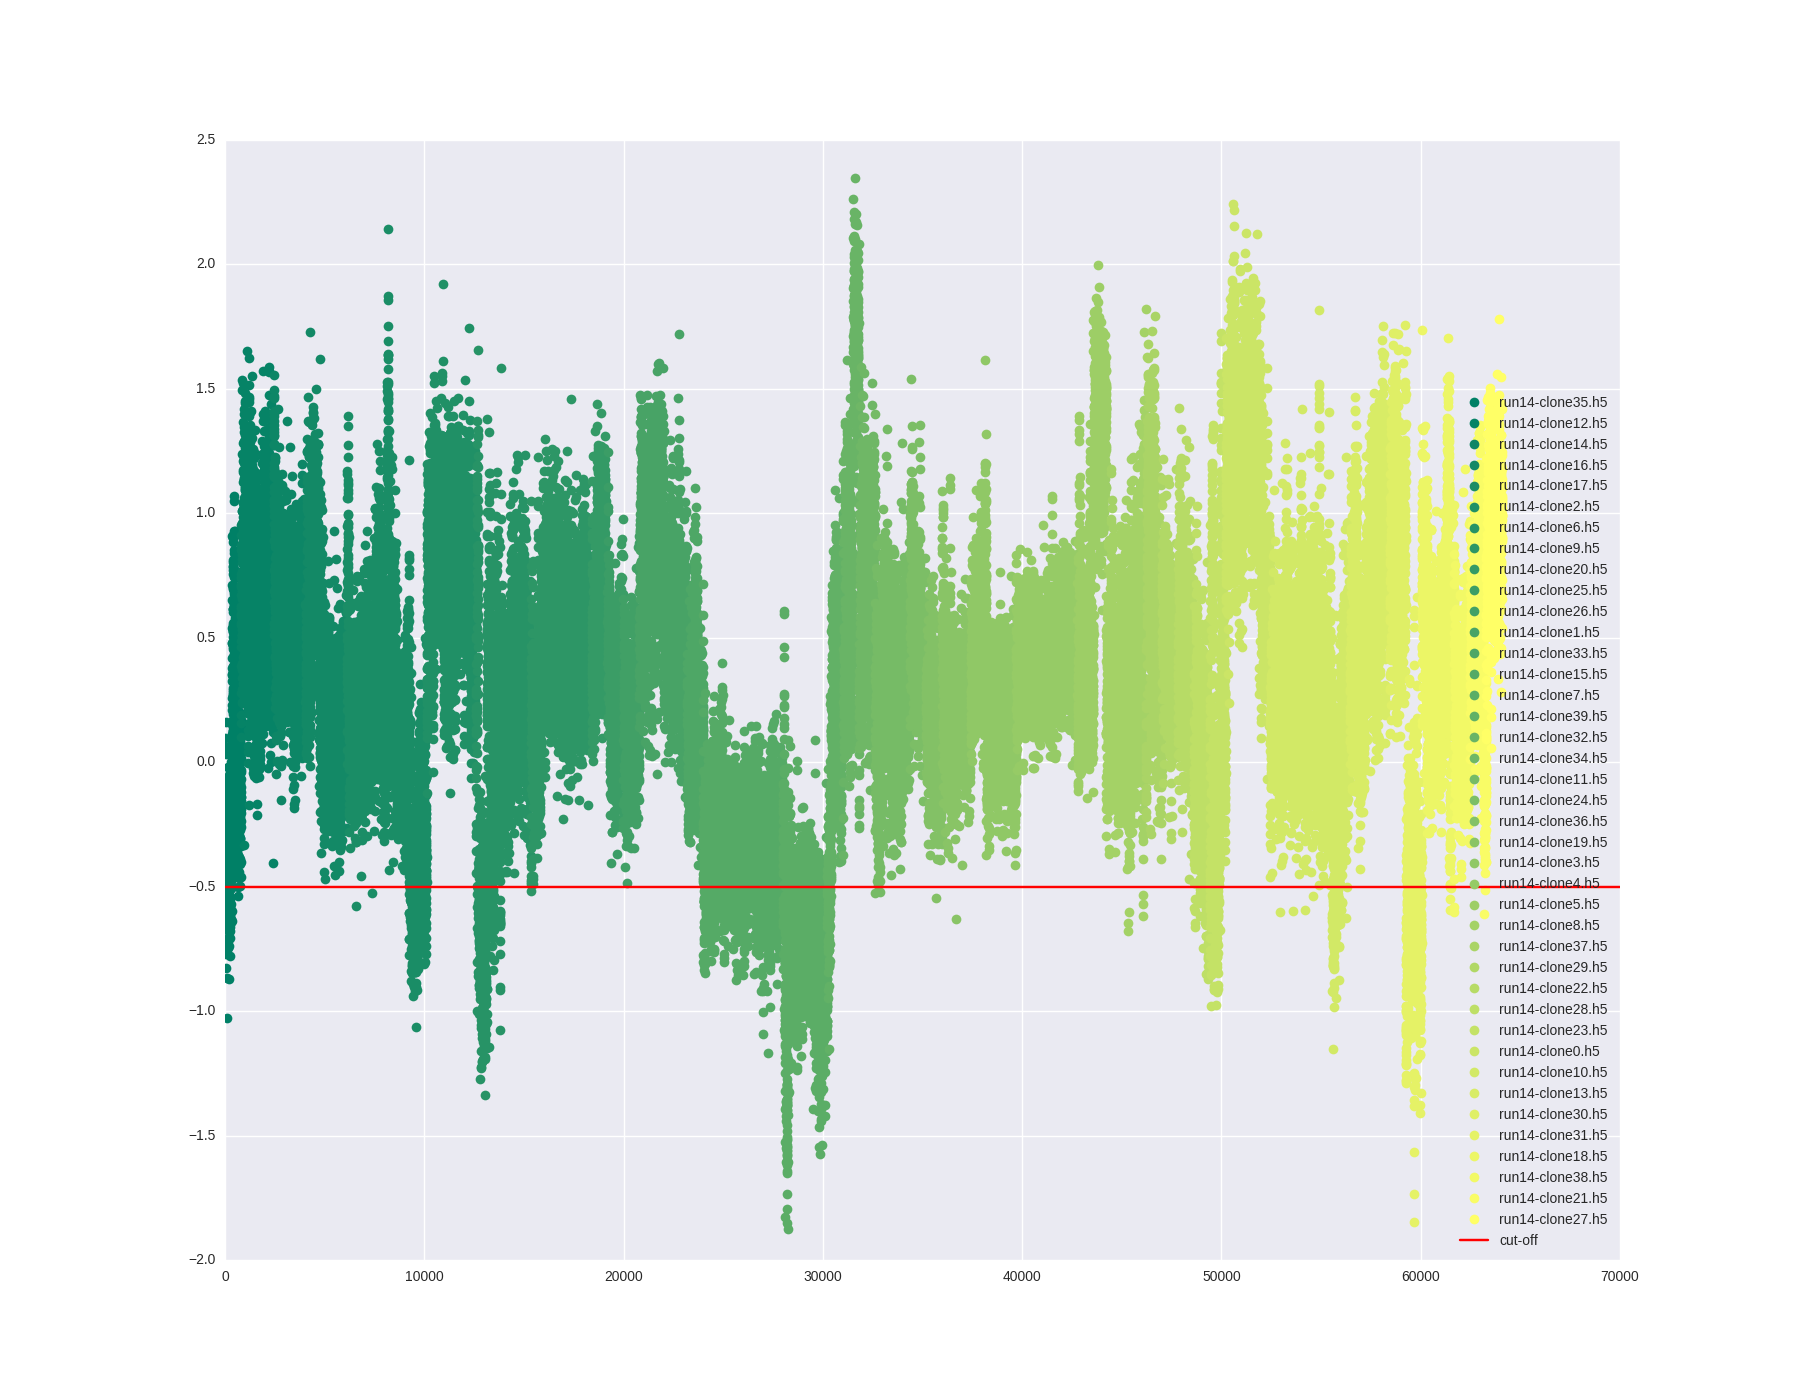 2.5
2.0
1.5
1.0
0.5
0.0
−0.5
−1.0
−1.5
−2.0
0
10000
20000
30000
40000
50000
60000
70000
run14-clone35.h5
run14-clone12.h5
run14-clone14.h5
run14-clone16.h5
run14-clone17.h5
run14-clone2.h5
run14-clone6.h5
run14-clone9.h5
run14-clone20.h5
run14-clone25.h5
run14-clone26.h5
run14-clone1.h5
run14-clone33.h5
run14-clone15.h5
run14-clone7.h5
run14-clone39.h5
run14-clone32.h5
run14-clone34.h5
run14-clone11.h5
run14-clone24.h5
run14-clone36.h5
run14-clone19.h5
run14-clone3.h5
run14-clone4.h5
run14-clone5.h5
run14-clone8.h5
run14-clone37.h5
run14-clone29.h5
run14-clone22.h5
run14-clone28.h5
run14-clone23.h5
run14-clone0.h5
run14-clone10.h5
run14-clone13.h5
run14-clone30.h5
run14-clone31.h5
run14-clone18.h5
run14-clone38.h5
run14-clone21.h5
run14-clone27.h5
cut-off